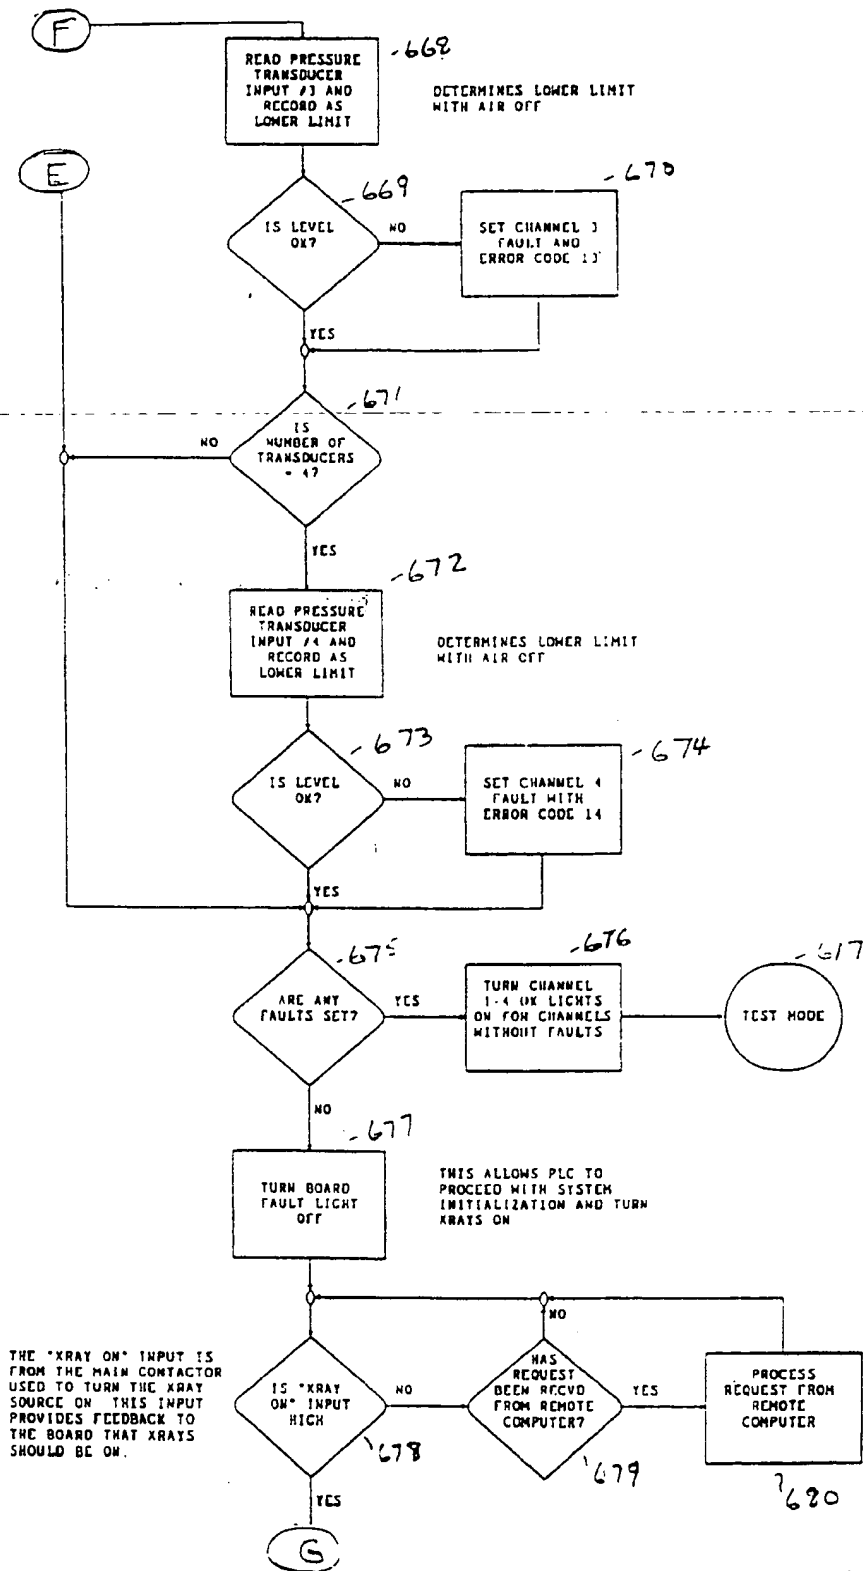 F
READ PRESSURE
TRANSDUCER
INPUT #3 AND
RECORD AS
LOWER LIMIT
668
DETERMINES LOWER LIMIT
WITH AIR OFF
E
IS LEVEL
OK?
669
NO
SET CHANNEL 3
FAULT AND
ERROR CODE 13
670
YES
671
IS
NUMBER OF
TRANSDUCERS
= 4?
NO
YES
672
READ PRESSURE
TRANSDUCER
INPUT #4 AND
RECORD AS
LOWER LIMIT
DETERMINES LOWER LIMIT
WITH AIR OFF
673
IS LEVEL
OK?
NO
674
SET CHANNEL 4
FAULT WITH
ERROR CODE 14
YES
675
ARE ANY
FAULTS SET?
YES
676
TURN CHANNEL
1-4 OK LIGHTS
ON FOR CHANNELS
WITHOUT FAULTS
617
TEST MODE
NO
677
TURN BOARD
FAULT LIGHT
OFF
THIS ALLOWS PLC TO
PROCEED WITH SYSTEM
INITIALIZATION AND TURN
XRAYS ON
THE "XRAY ON" INPUT IS
FROM THE MAIN CONTACTOR
USED TO TURN THE XRAY
SOURCE ON THIS INPUT
PROVIDES FEEDBACK TO
THE BOARD THAT XRAYS
SHOULD BE ON.
IS "XRAY
ON" INPUT
HIGH
678
NO
NO
HAS
REQUEST
BEEN RECVD
FROM REMOTE
COMPUTER?
679
YES
PROCESS
REQUEST FROM
REMOTE
COMPUTER
680
YES
G